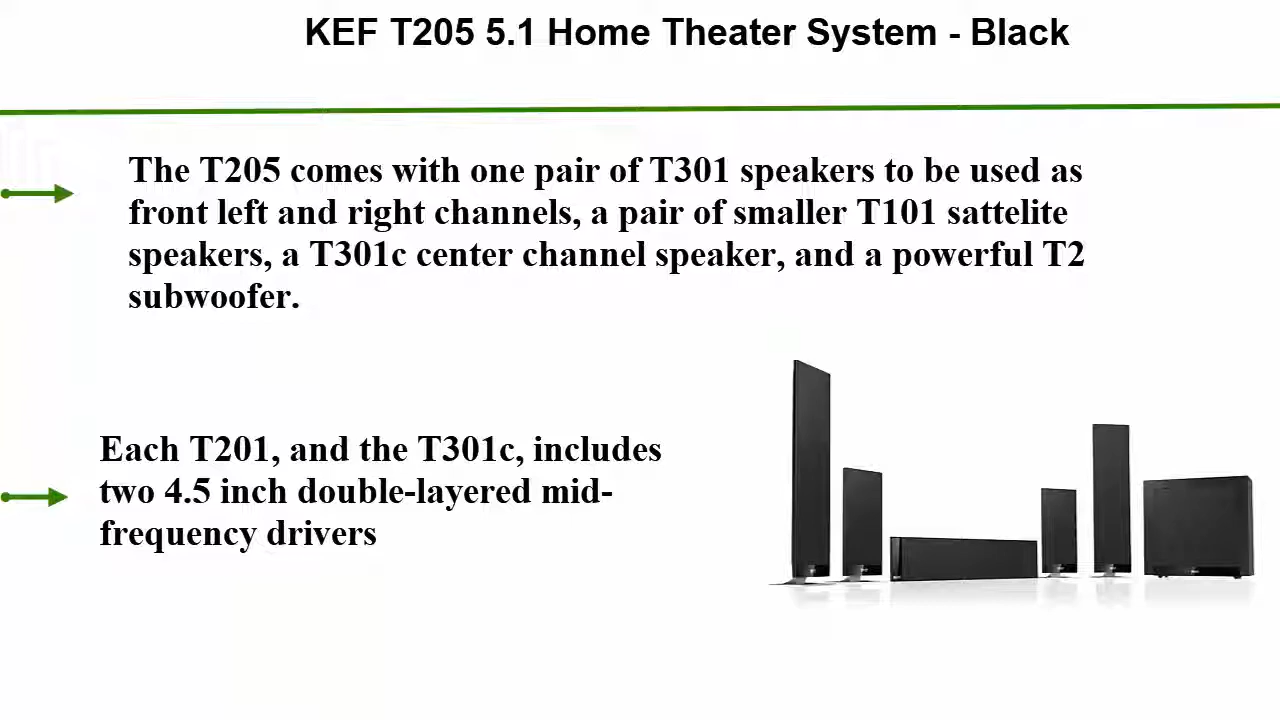 KEF T205 5.1 Home Theater System - Black
The T205 comes with one pair of T301 speakers to be used as
front left and right channels, a pair of smaller T101 sattelite
speakers, a T301c center channel speaker, and a powerful T2
subwoofer.
Each T201, and the T301c, includes
two 4.5 inch double-layered mid-
frequency drivers